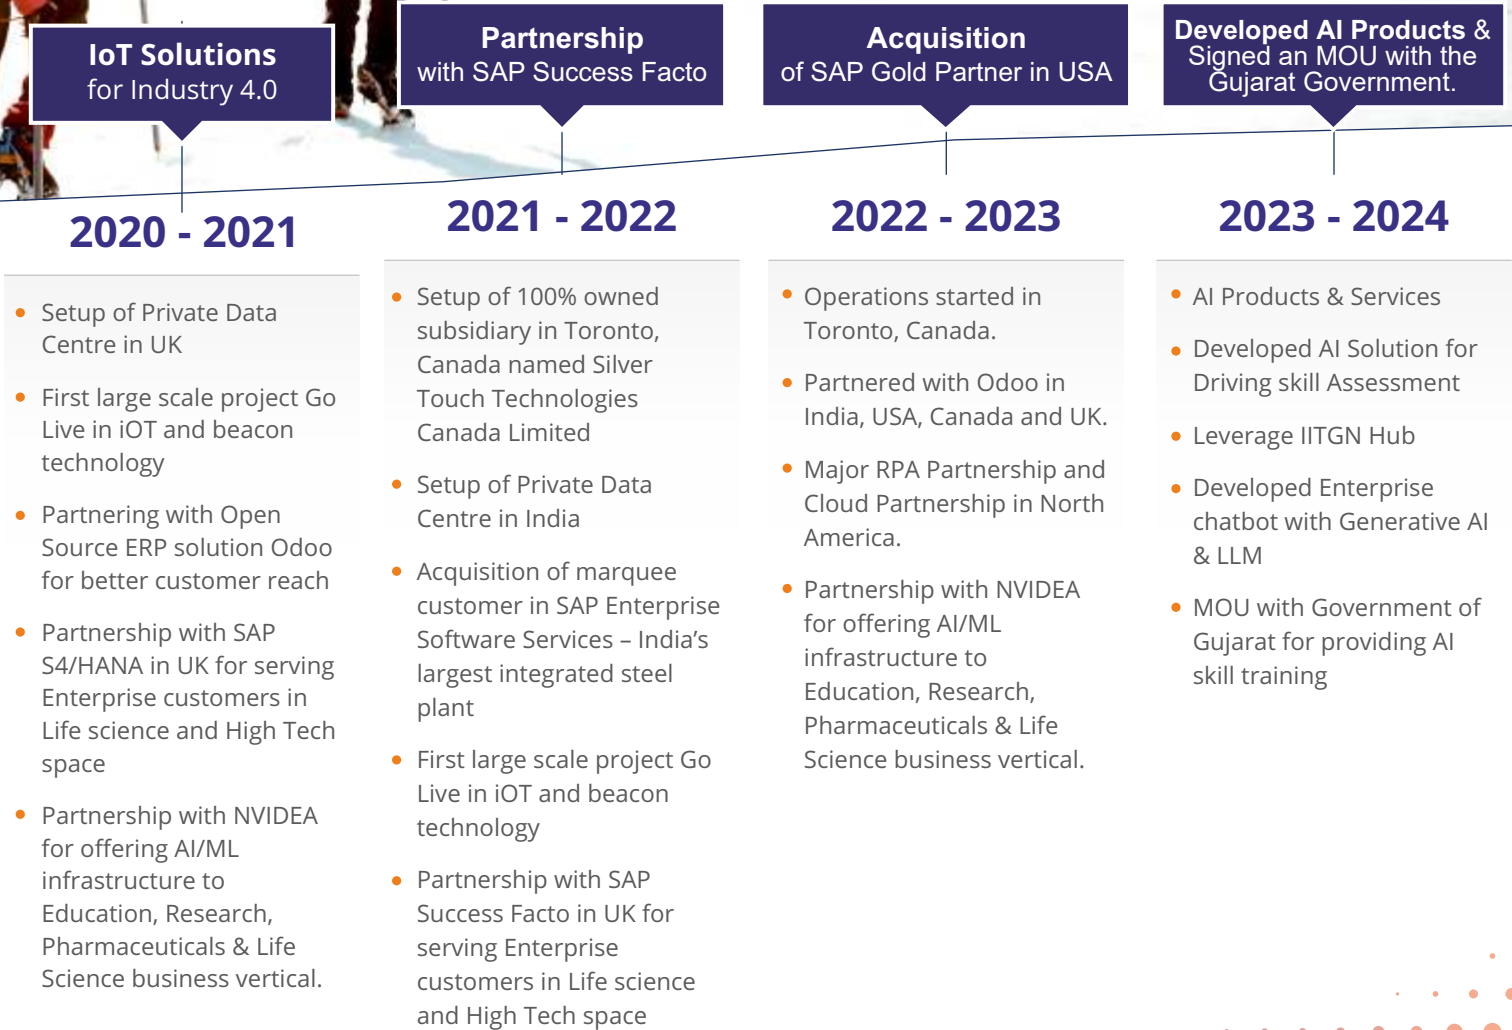 IoT Solutions
for Industry 4.0
Partnership
with SAP Success Facto
Acquisition
of SAP Gold Partner in USA
Developed AI Products &
Signed an MOU with the
Gujarat Government.
2020 - 2021
Setup of Private Data
Centre in UK
First large scale project Go
Live in iOT and beacon
technology
Partnering with Open
Source ERP solution Odoo
for better customer reach
Partnership with SAP
S4/HANA in UK for serving
Enterprise customers in
Life science and High Tech
space
Partnership with NVIDEA
for offering AI/ML
infrastructure to
Education, Research,
Pharmaceuticals & Life
Science business vertical.
2021 - 2022
Setup of 100% owned
subsidiary in Toronto,
Canada named Silver
Touch Technologies
Canada Limited
Setup of Private Data
Centre in India
Acquisition of marquee
customer in SAP Enterprise
Software Services – India’s
largest integrated steel
plant
First large scale project Go
Live in iOT and beacon
technology
Partnership with SAP
Success Facto in UK for
serving Enterprise
customers in Life science
and High Tech space
2022 - 2023
Operations started in
Toronto, Canada.
Partnered with Odoo in
India, USA, Canada and UK.
Major RPA Partnership and
Cloud Partnership in North
America.
Partnership with NVIDEA
for offering AI/ML
infrastructure to
Education, Research,
Pharmaceuticals & Life
Science business vertical.
2023 - 2024
AI Products & Services
Developed AI Solution for
Driving skill Assessment
Leverage IITGN Hub
Developed Enterprise
chatbot with Generative AI
& LLM
MOU with Government of
Gujarat for providing AI
skill training